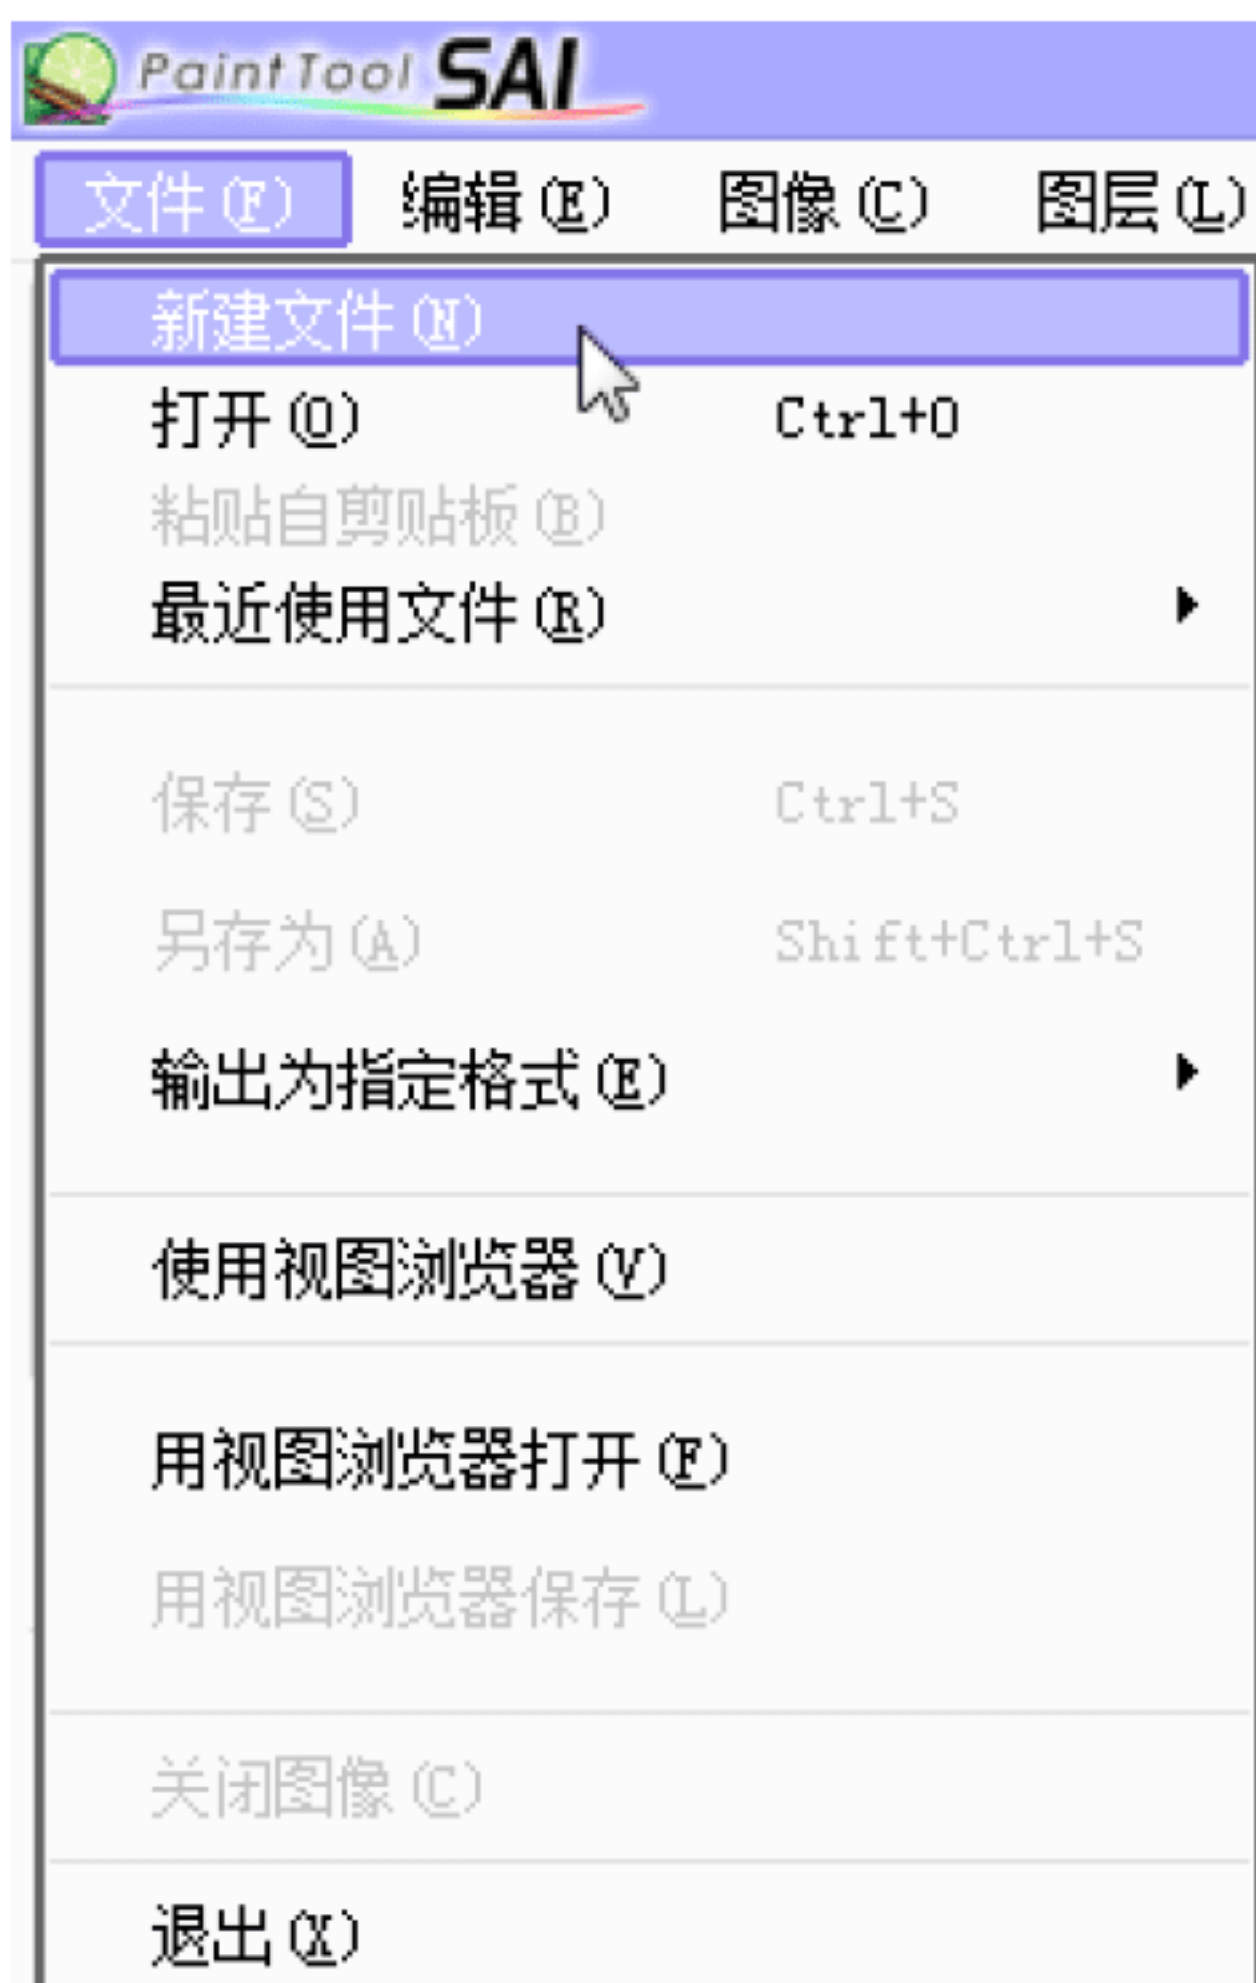 PaintTool SAI
文件(F) 编辑(E) 图像(C) 图层(L)
新建文件(N)
打开(O) Ctrl+O
粘贴自剪贴板(B)
最近使用文件(R)
保存(S) Ctrl+S
另存为(A) Shift+Ctrl+S
输出为指定格式(E)
使用视图浏览器(V)
用视图浏览器打开(F)
用视图浏览器保存(L)
关闭图像(C)
退出(X)